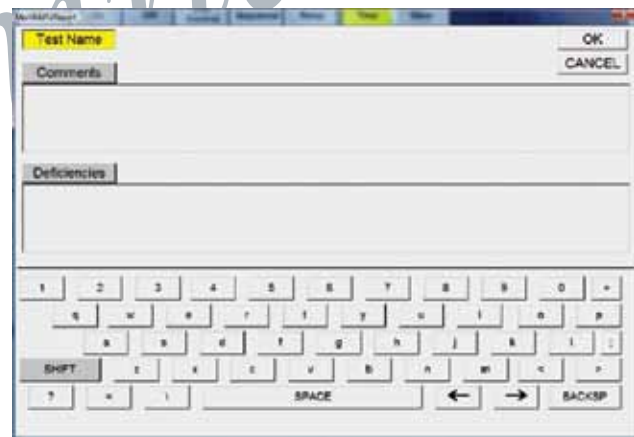 Test Name OK
CANCEL
Comments
Deficiencies
1 2 3 4 5 6 7 8 9 0
q w e r t y u i o p
a s d f g h j k l ;
SHIFT z x c v b n m < >
? SPACE ← → BACKSP